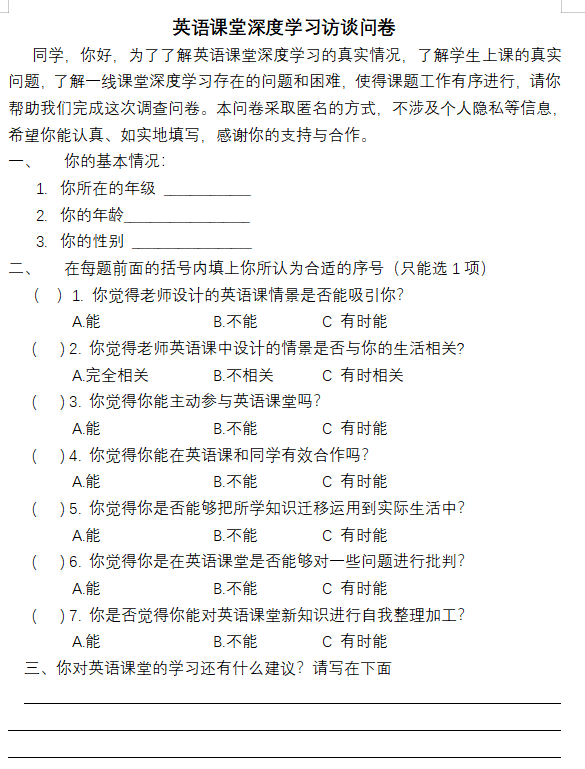 英语课堂深度学习访谈问卷
同学，你好，为了了解英语课堂深度学习的真实情况，了解学生上课的真实
问题，了解一线课堂深度学习存在的问题和困难，使得课题工作有序进行，请你
帮助我们完成这次调查问卷。本问卷采取匿名的方式，不涉及个人隐私等信息，
希望你能认真、如实地填写，感谢你的支持与合作。
一、 你的基本情况：
1. 你所在的年级 ___________
2. 你的年龄________________
3. 你的性别 _______________
二、 在每题前面的括号内填上你所认为合适的序号（只能选 1 项）
（ ）1. 你觉得老师设计的英语课情景是否能吸引你？
A.能 B.不能 C 有时能
( ) 2. 你觉得老师英语课中设计的情景是否与你的生活相关?
A.完全相关 B.不相关 C 有时相关
( ) 3. 你觉得你能主动参与英语课堂吗？
A.能 B.不能 C 有时能
( ) 4. 你觉得你能在英语课和同学有效合作吗？
A.能 B.不能 C 有时能
( ) 5. 你觉得你是否能够把所学知识迁移运用到实际生活中？
A.能 B.不能 C 有时能
( ) 6. 你觉得你是在英语课堂是否能够对一些问题进行批判？
A.能 B.不能 C 有时能
( ) 7. 你是否觉得你能对英语课堂新知识进行自我整理加工？
A.能 B.不能 C 有时能
三、你对英语课堂的学习还有什么建议？请写在下面